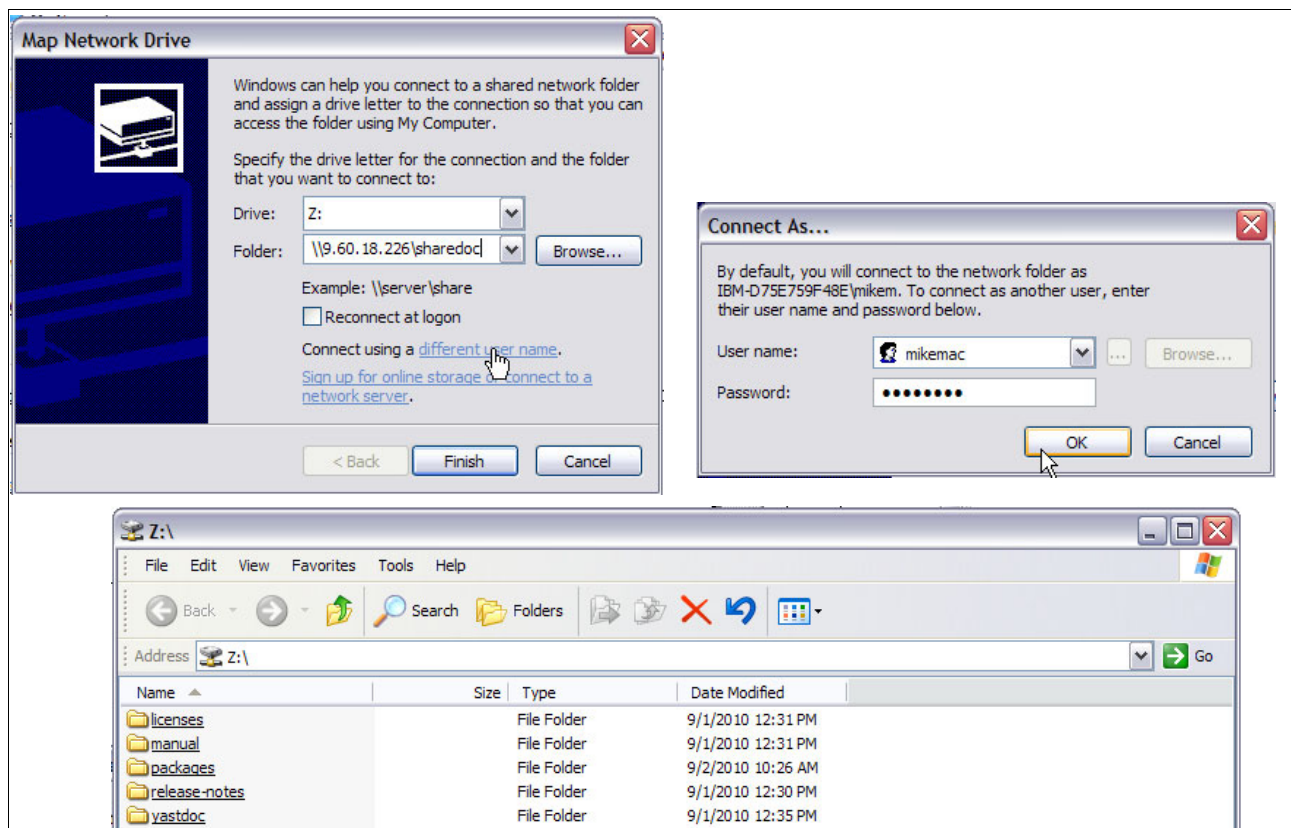 Map Network Drive
Windows can help you connect to a shared network folder
and assign a drive letter to the connection so that you can
access the folder using My Computer.
Specify the drive letter for the connection and the folder
that you want to connect to:
Drive: Z:
Folder: \\9.60.18.226\sharedoc Browse...
Example: \\server\share
Reconnect at logon
Connect using a different user name.
Sign up for online storage or connect to a
network server.
< Back Finish Cancel
Connect As...
By default, you will connect to the network folder as
IBM-D75E759F48E\mikem. To connect as another user, enter
their user name and password below.
User name: mikemac ... Browse...
Password: ●●●●●●●●
OK Cancel
Z:\
File Edit View Favorites Tools Help
Back Search Folders
Address Z:\ Go
Name Size Type Date Modified
licenses File Folder 9/1/2010 12:31 PM
manual File Folder 9/1/2010 12:31 PM
packages File Folder 9/2/2010 10:26 AM
release-notes File Folder 9/1/2010 12:30 PM
yastdoc File Folder 9/1/2010 12:35 PM